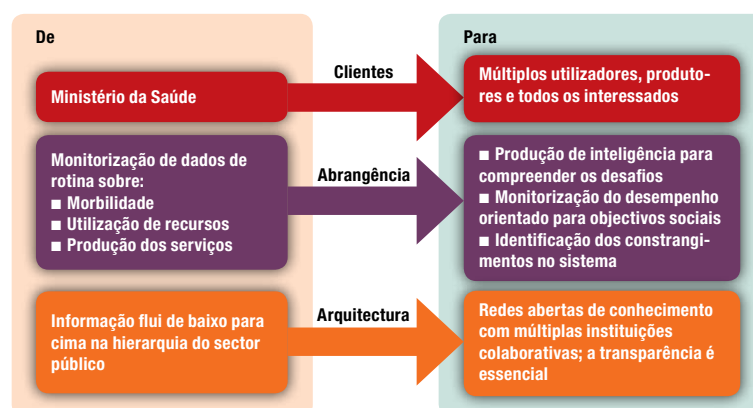 De
Para
Clientes
Ministério da Saúde
Múltiplos utilizadores, produto-
res e todos os interessados
Abrangência
Monitorização de dados de
rotina sobre:
■ Morbilidade
■ Utilização de recursos
■ Produção dos serviços
■ Produção de inteligência para
compreender os desafios
■ Monitorização do desempenho
orientado para objectivos sociais
■ Identificação dos constrangi-
mentos no sistema
Arquitectura
Informação flui de baixo para
cima na hierarquia do sector
público
Redes abertas de conhecimento
com múltiplas instituições
colaborativas; a transparência é
essencial